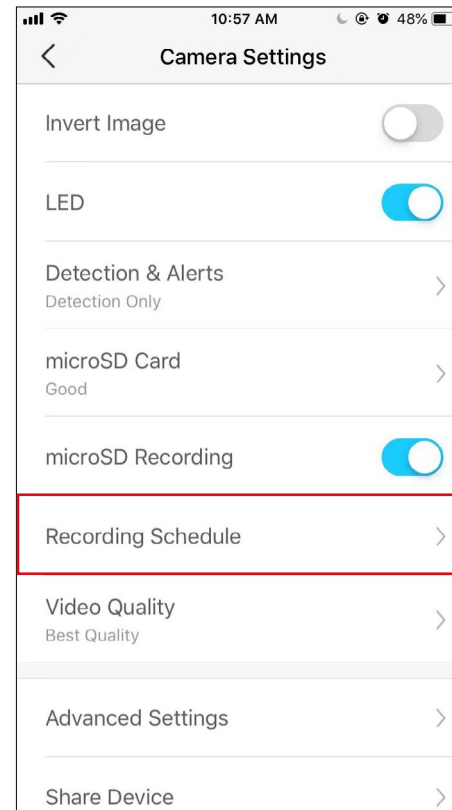 10:57 AM 48%
Camera Settings
Invert Image
LED
Detection & Alerts
Detection Only
microSD Card
Good
microSD Recording
Recording Schedule
Video Quality
Best Quality
Advanced Settings
Share Device